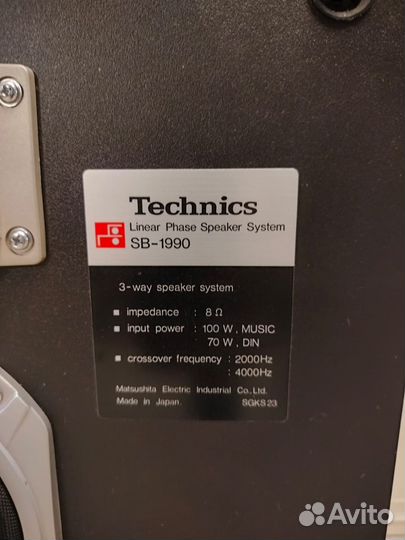 Technics
Linear Phase Speaker System
SB-1990
3-way speaker system
■ impedance : 8 Ω
■ input power : 100 W, MUSIC
70 W, DIN
■ crossover frequency : 2000Hz
: 4000Hz
Matsushita Electric Industrial Co., Ltd.
Made in Japan. SGKS23
Avito